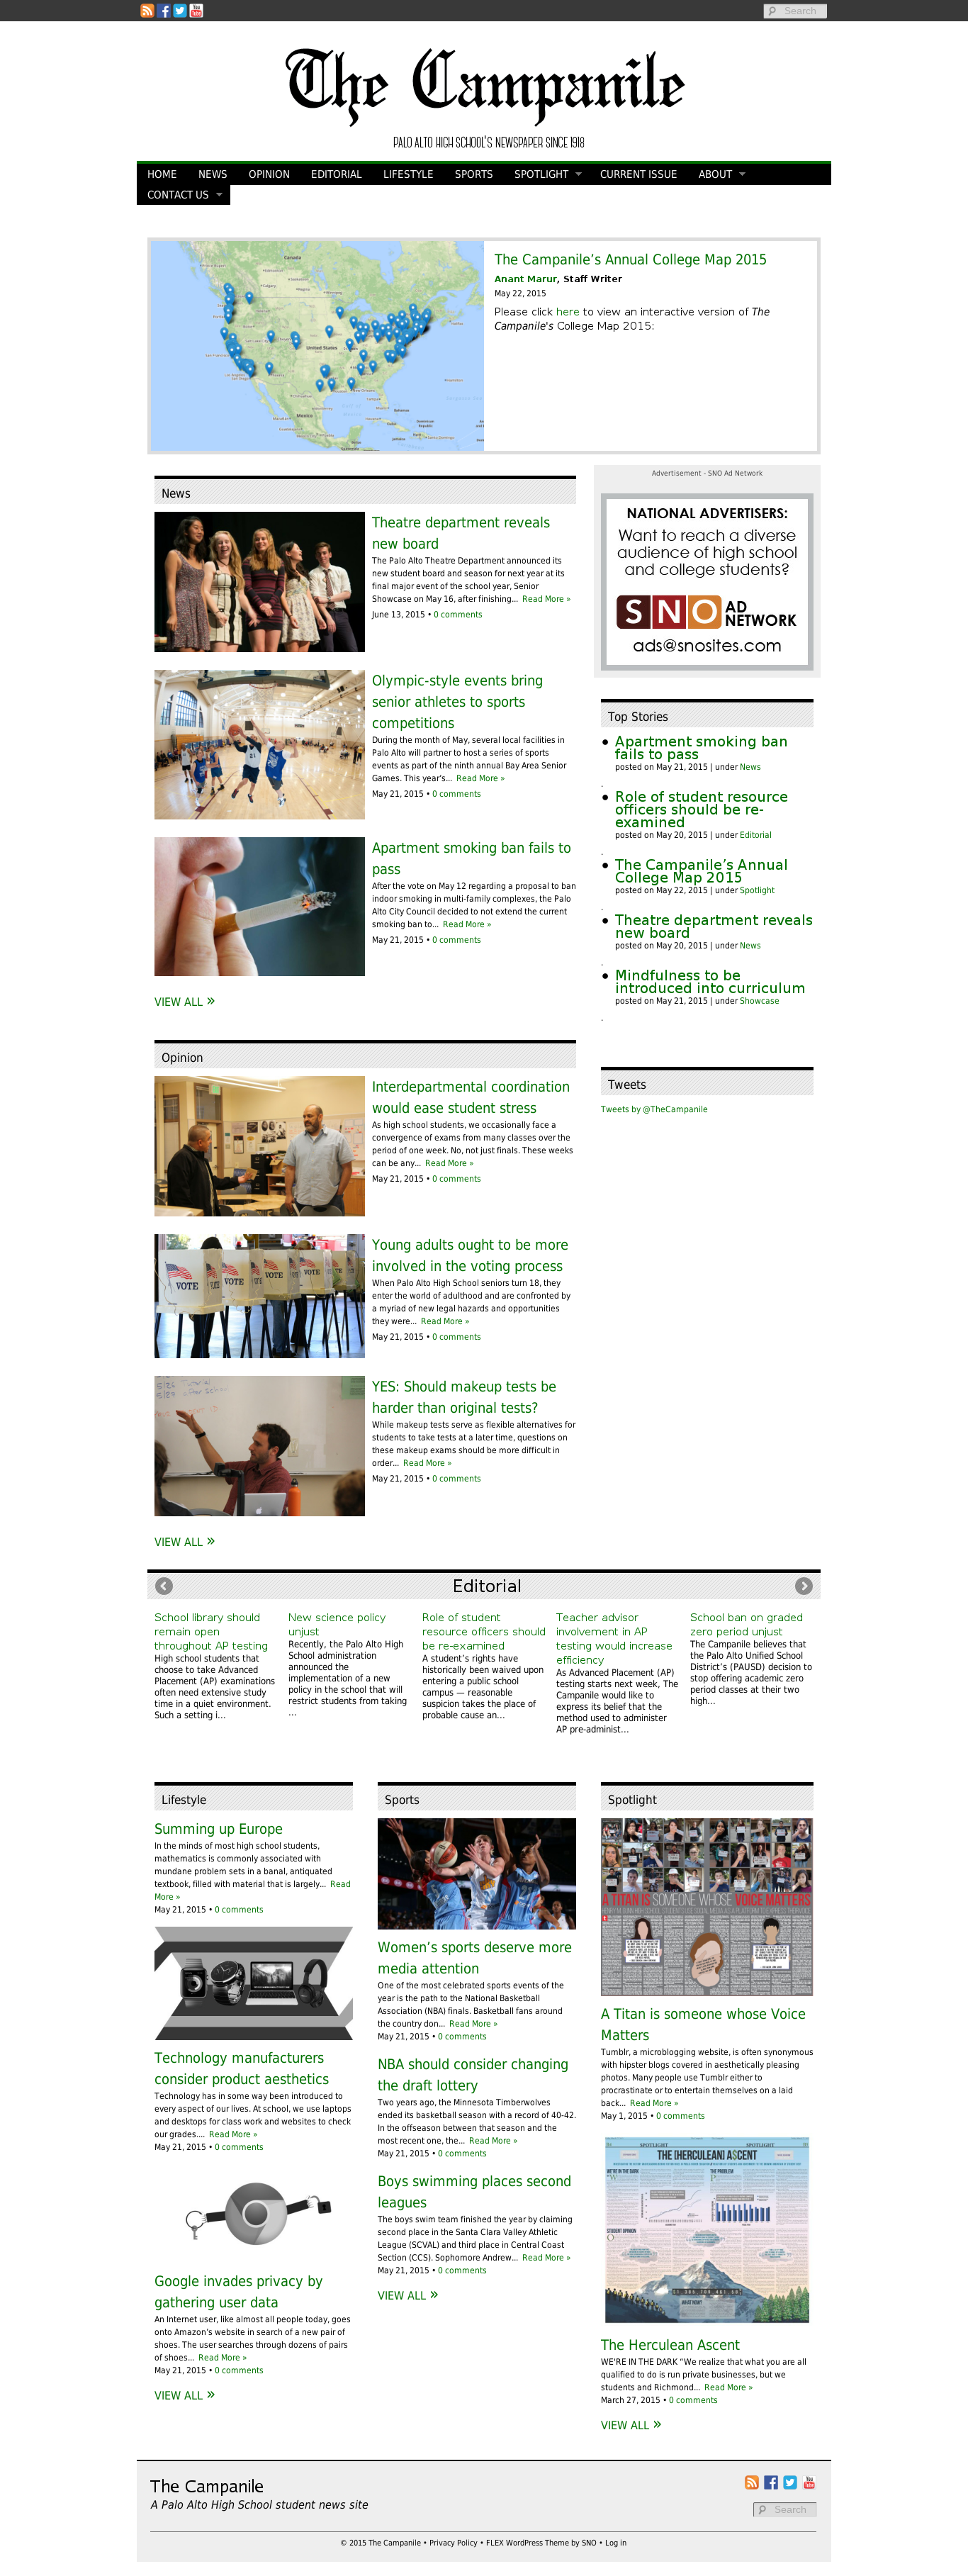 Search
The Campanile
PALO ALTO HIGH SCHOOL'S NEWSPAPER SINCE 1918
HOME NEWS OPINION EDITORIAL LIFESTYLE SPORTS SPOTLIGHT CURRENT ISSUE ABOUT
CONTACT US
The Campanile's Annual College Map 2015
Anant Marur, Staff Writer
May 22, 2015
Please click here to view an interactive version of The
Campanile's College Map 2015:
Canada
United States
Mexico
News
Theatre department reveals
new board
The Palo Alto Theatre Department announced its
new student board and season for next year at its
final major event of the school year, Senior
Showcase on May 16, after finishing... Read More »
June 13, 2015 • 0 comments
Olympic-style events bring
senior athletes to sports
competitions
During the month of May, several local facilities in
Palo Alto will partner to host a series of sports
events as part of the ninth annual Bay Area Senior
Games. This year's... Read More »
May 21, 2015 • 0 comments
Apartment smoking ban fails to
pass
After the vote on May 12 regarding a proposal to ban
indoor smoking in multi-family complexes, the Palo
Alto City Council decided to not extend the current
smoking ban to... Read More »
May 21, 2015 • 0 comments
VIEW ALL »
Advertisement - SNO Ad Network
NATIONAL ADVERTISERS:
Want to reach a diverse
audience of high school
and college students?
SNO AD NETWORK
ads@snosites.com
Top Stories
Apartment smoking ban
fails to pass
posted on May 21, 2015 | under News
Role of student resource
officers should be re-
examined
posted on May 20, 2015 | under Editorial
The Campanile's Annual
College Map 2015
posted on May 22, 2015 | under Spotlight
Theatre department reveals
new board
posted on May 20, 2015 | under News
Mindfulness to be
introduced into curriculum
posted on May 21, 2015 | under Showcase
Tweets
Tweets by @TheCampanile
Opinion
Interdepartmental coordination
would ease student stress
As high school students, we occasionally face a
convergence of exams from many classes over the
period of one week. No, not just finals. These weeks
can be any... Read More »
May 21, 2015 • 0 comments
VOTE VOTE VOTE VOTE
Young adults ought to be more
involved in the voting process
When Palo Alto High School seniors turn 18, they
enter the world of adulthood and are confronted by
a myriad of new legal hazards and opportunities
they were... Read More »
May 21, 2015 • 0 comments
YES: Should makeup tests be
harder than original tests?
While makeup tests serve as flexible alternatives for
students to take tests at a later time, questions on
these makeup exams should be more difficult in
order... Read More »
May 21, 2015 • 0 comments
VIEW ALL »
Editorial
School library should
remain open
throughout AP testing
High school students that
choose to take Advanced
Placement (AP) examinations
often need extensive study
time in a quiet environment.
Such a setting i...
New science policy
unjust
Recently, the Palo Alto High
School administration
announced the
implementation of a new
policy in the school that will
restrict students from taking
...
Role of student
resource officers should
be re-examined
A student's rights have
historically been waived upon
entering a public school
campus — reasonable
suspicion takes the place of
probable cause an...
Teacher advisor
involvement in AP
testing would increase
efficiency
As Advanced Placement (AP)
testing starts next week, The
Campanile would like to
express its belief that the
method used to administer
AP pre-administ...
School ban on graded
zero period unjust
The Campanile believes that
the Palo Alto Unified School
District's (PAUSD) decision to
stop offering academic zero
period classes at their two
high...
Lifestyle
Summing up Europe
In the minds of most high school students,
mathematics is commonly associated with
mundane problem sets in a banal, antiquated
textbook, filled with material that is largely... Read
More »
May 21, 2015 • 0 comments
Technology manufacturers
consider product aesthetics
Technology has in some way been introduced to
every aspect of our lives. At school, we use laptops
and desktops for class work and websites to check
our grades.... Read More »
May 21, 2015 • 0 comments
Google invades privacy by
gathering user data
An Internet user, like almost all people today, goes
onto Amazon's website in search of a new pair of
shoes. The user searches through dozens of pairs
of shoes... Read More »
May 21, 2015 • 0 comments
VIEW ALL »
Sports
Women's sports deserve more
media attention
One of the most celebrated sports events of the
year is the path to the National Basketball
Association (NBA) finals. Basketball fans around
the country don... Read More »
May 21, 2015 • 0 comments
NBA should consider changing
the draft lottery
Two years ago, the Minnesota Timberwolves
ended its basketball season with a record of 40-42.
In the offseason between that season and the
most recent one, the... Read More »
May 21, 2015 • 0 comments
Boys swimming places second
leagues
The boys swim team finished the year by claiming
second place in the Santa Clara Valley Athletic
League (SCVAL) and third place in Central Coast
Section (CCS). Sophomore Andrew... Read More »
May 21, 2015 • 0 comments
VIEW ALL »
Spotlight
A TITAN IS SOMEONE WHOSE VOICE MATTERS
A Titan is someone whose Voice
Matters
Tumblr, a microblogging website, is often synonymous
with hipster blogs covered in aesthetically pleasing
photos. Many people use Tumblr either to
procrastinate or to entertain themselves on a laid
back... Read More »
May 1, 2015 • 0 comments
SPOTLIGHT SPOTLIGHT
THE [HERCULEAN] A$CENT
WE'RE IN THE DARK THE PROBLEM
STUDENT OPINION
WHAT NOW?
The Herculean Ascent
WE'RE IN THE DARK "We realize that what you are all
qualified to do is run private businesses, but we
students and Richmond... Read More »
March 27, 2015 • 0 comments
VIEW ALL »
The Campanile
A Palo Alto High School student news site
Search
© 2015 The Campanile • Privacy Policy • FLEX WordPress Theme by SNO • Log in